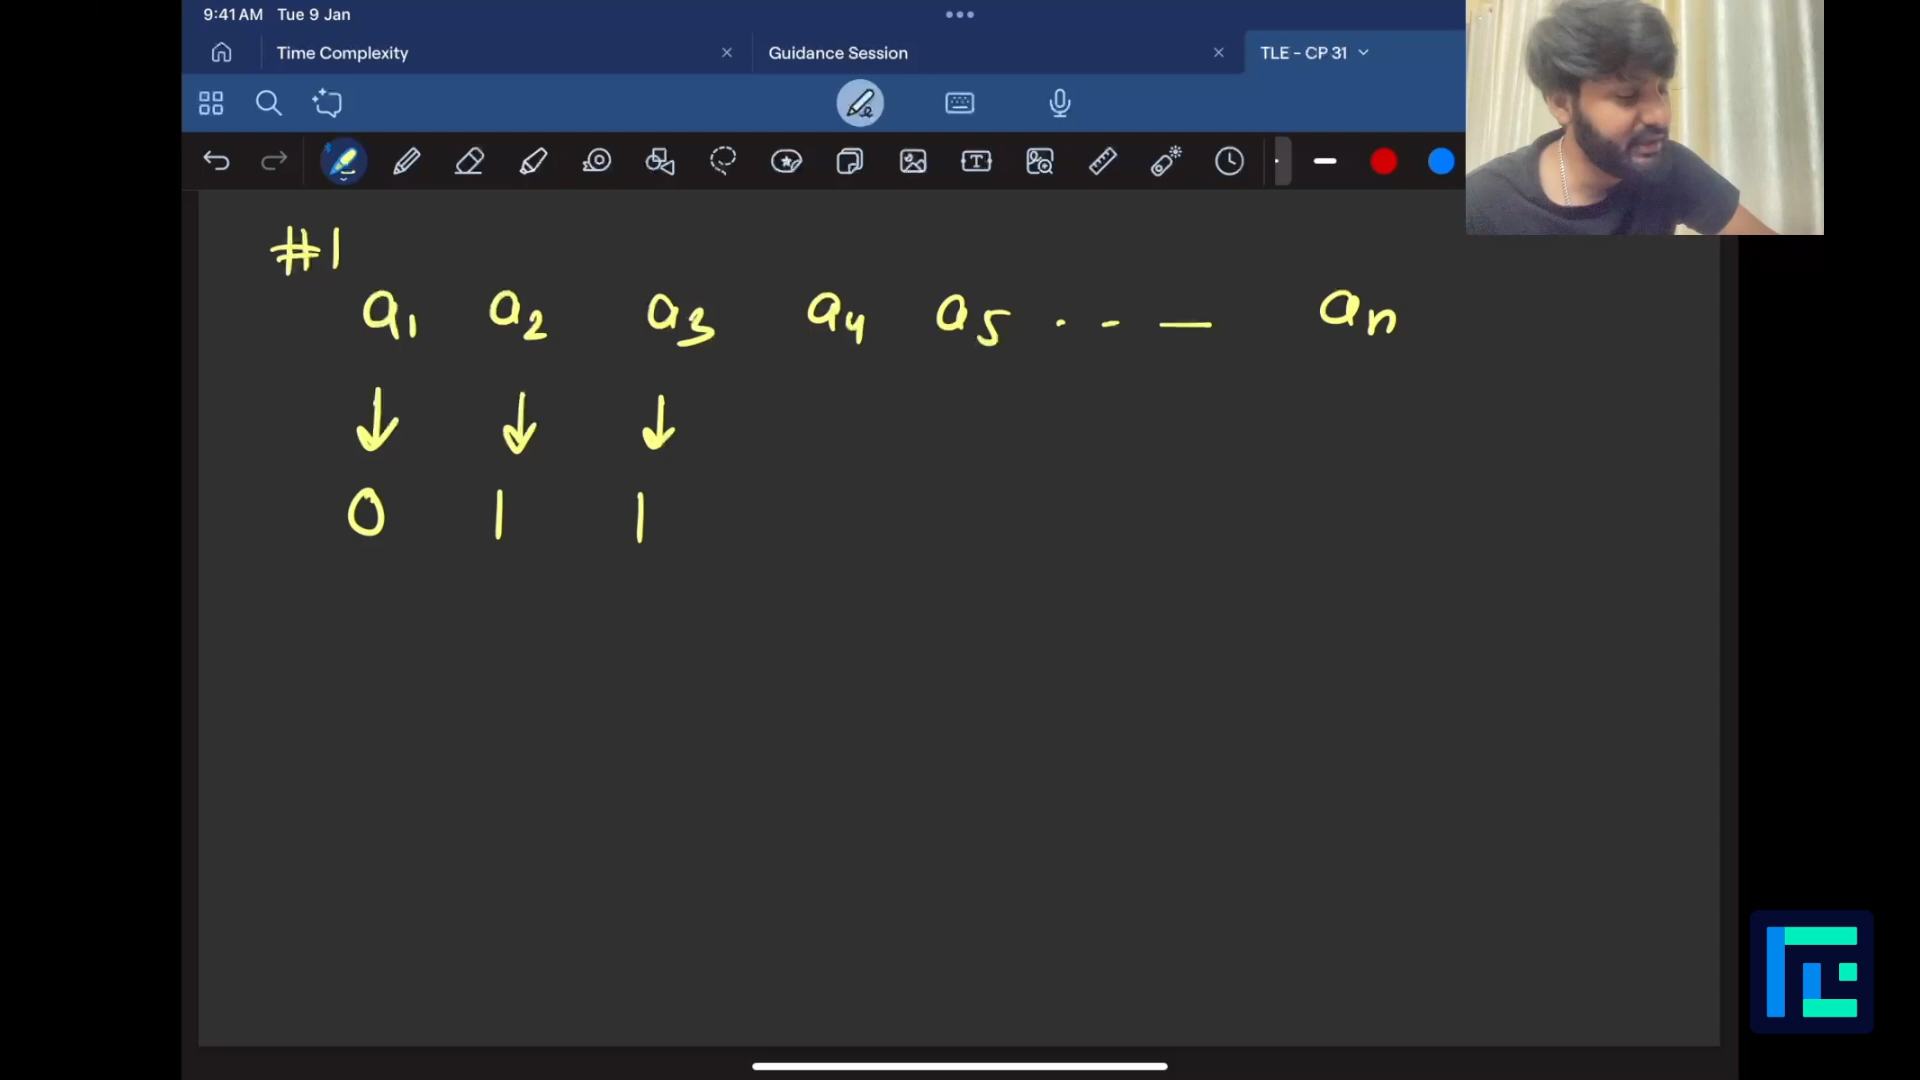 9:41 AM Tue 9 Jan
Time Complexity Guidance Session TLE - CP 31
#1
a1 a2 a3 a4 a5 . . - — an
↓ ↓ ↓
0 1 1